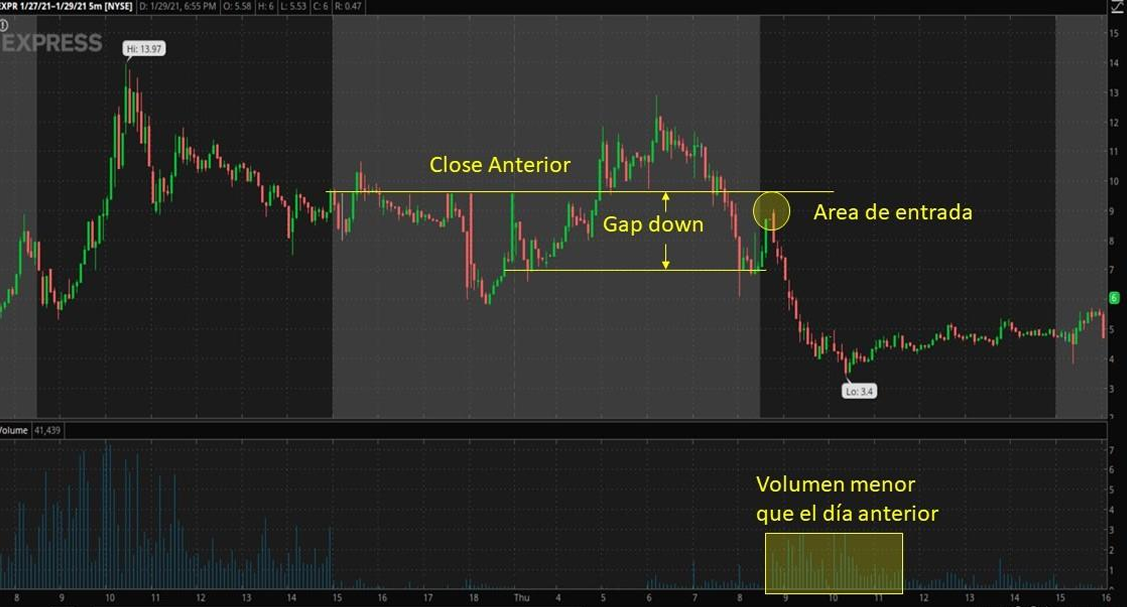 EXPR 1/27/21-1/29/21 5m [NYSE] D: 1/29/21, 6:55 PM O: 5.58 H: 6 L: 5.53 C: 6 R: 0.47
EXPRESS
Hi: 13.97
15
14
13
12
11
10
9
8
7
6
5
4
3
Close Anterior
Gap down
Area de entrada
Lo: 3.4
Volume 41,439
7
6
5
4
3
2
1
Volumen menor
que el día anterior
8 9 10 11 12 13 14 15 16 17 18 Thu 4 5 6 7 8 9 10 11 12 13 14 15 16